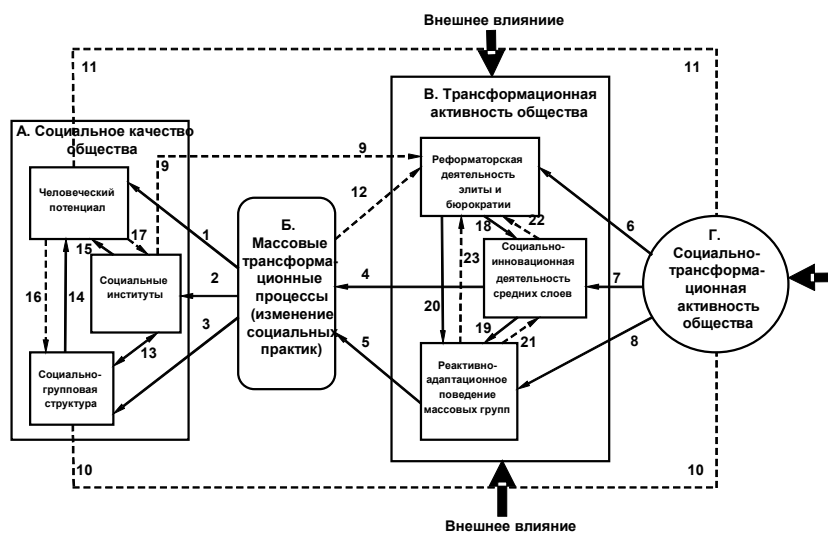 Внешнее влиянииe
11
11
В. Трансформационная
активность общества
А. Социальное качество
общества
9
9
Человеческий
потенциал
Реформаторская
деятельность
элиты и
бюрократии
12
Б.
Массовые
трансформа-
ционные
процессы
(изменение
социальных
практик)
1
17
15
Социальные
институты
2
16
14
3
13
Социально-
групповая
структура
18
22
Социально-
инновационная
деятельность
средних слоев
23
4
20
19
21
5
Реактивно-
адаптационное
поведение
массовых групп
6
7
8
Г.
Социально-
трансформа-
ционная
активность
общества
10
10
Внешнее влияние